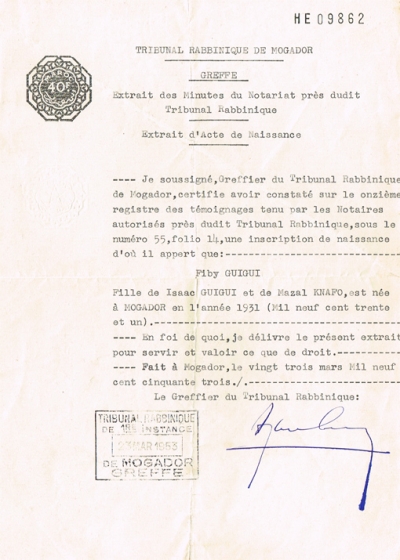 HE 09862
40
TRIBUNAL RABBINIQUE DE MOGADOR
GREFFE
Extrait des Minutes du Notariat près dudit
Tribunal Rabbinique
Extrait d'Acte de Naissance
---- Je soussigné,Greffier du Tribunal Rabbinique
de Mogador,certifie avoir constaté sur le onzième
registre des témoignages tenu par les Notaires
autorisés près dudit Tribunal Rabbinique,sous le
numéro 55,folio 14,une inscription de naissance
d'où il appert que:------------------------------
Fiby GUIGUI
Fille de Isaac GUIGUI et de Mazal KNAFO,est née
à MOGADOR en l'année 1931 (Mil neuf cent trente
et un).------------------------------------------
---- En foi de quoi,je délivre le présent extrait
pour servir et valoir ce que de droit.-----------
---- Fait à Mogador,le vingt trois mars Mil neuf
cent cinquante trois./.--------------------------
Le Greffier du Tribunal Rabbinique:
TRIBUNAL RABBINIQUE
DE 1RE INSTANCE
23 MAR 1953
DE MOGADOR
GREFFE